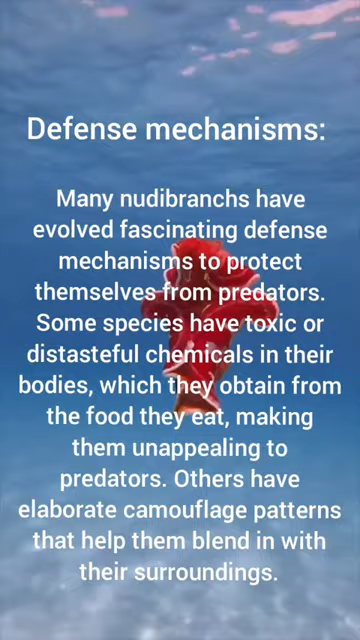 Defense mechanisms:
Many nudibranchs have
evolved fascinating defense
mechanisms to protect
themselves from predators.
Some species have toxic or
distasteful chemicals in their
bodies, which they obtain from
the food they eat, making
them unappealing to
predators. Others have
elaborate camouflage patterns
that help them blend in with
their surroundings.